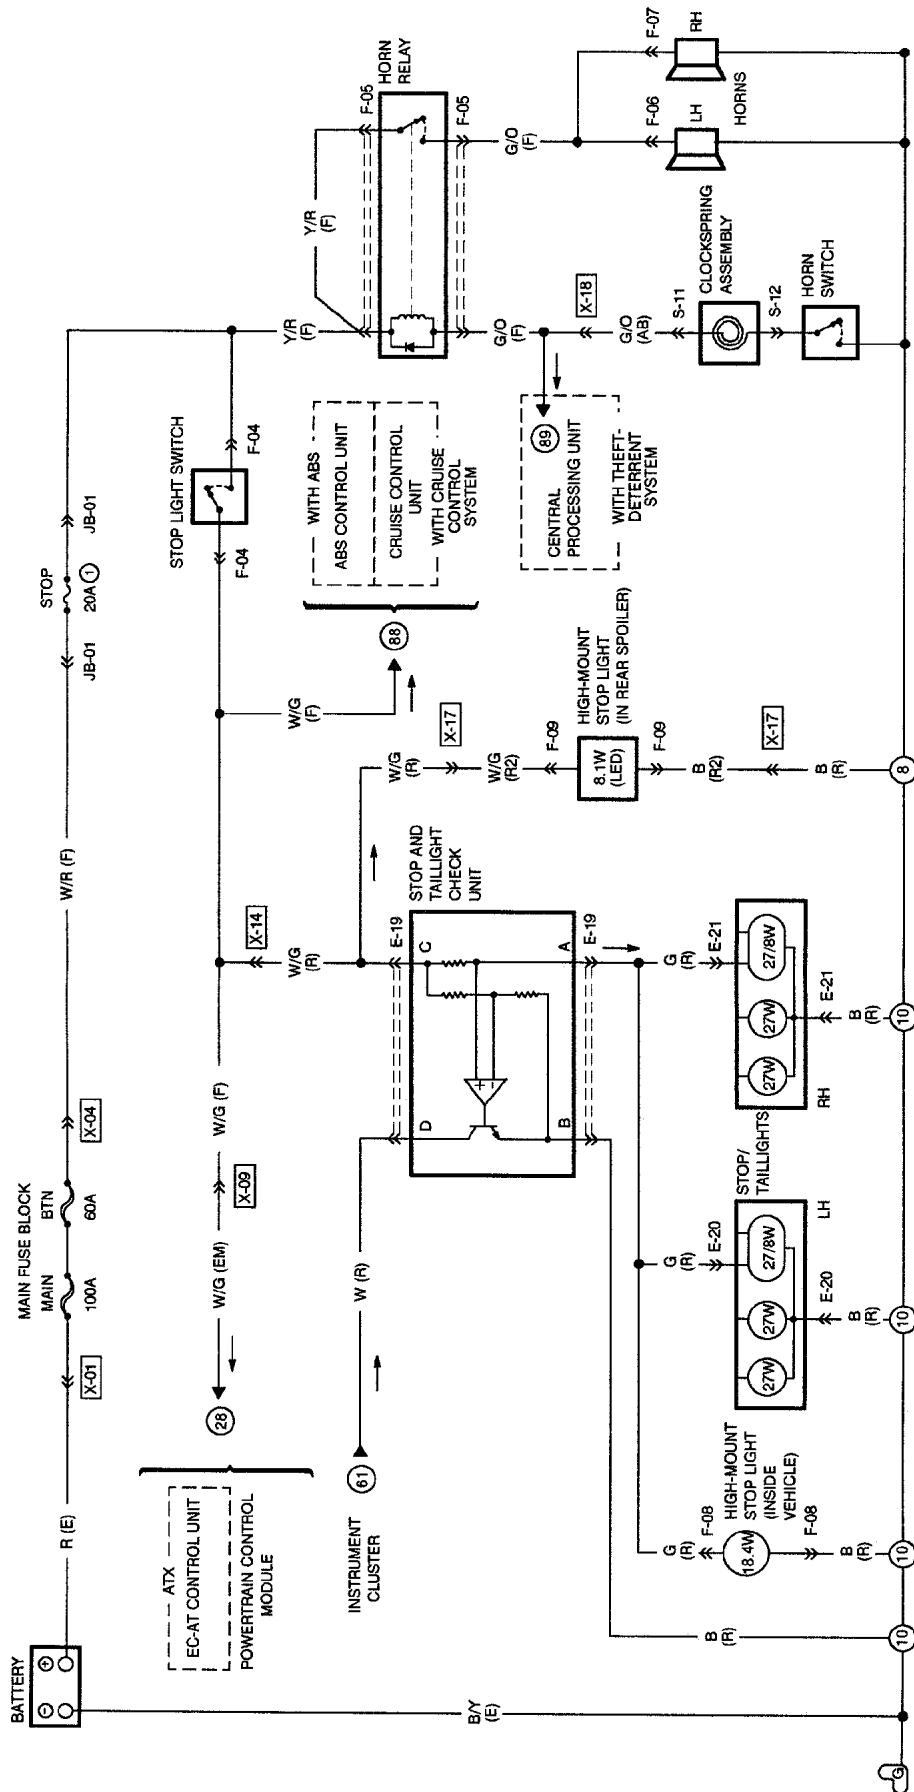 BATTERY
R (E)
X-01
MAIN FUSE BLOCK
MAIN
100A
BTN
60A
X-04
W/R (F)
JB-01
STOP
20A 1
JB-01
ATX
EC-AT CONTROL UNIT
POWERTRAIN CONTROL
MODULE
28
W/G (EM)
X-09
W/G (F)
STOP LIGHT SWITCH
F-04
F-04
W/G
(F)
88
WITH ABS
ABS CONTROL UNIT
CRUISE CONTROL
UNIT
WITH CRUISE
CONTROL
SYSTEM
Y/R
(F)
Y/R
(F)
F-05
HORN
RELAY
F-05
INSTRUMENT
CLUSTER
61
W (R)
X-14
W/G
(R)
E-19
STOP AND
TAILLIGHT
CHECK
UNIT
D
C
B
A
+
-
E-19
W/G
(R)
X-17
W/G
(R2)
F-09
HIGH-MOUNT
STOP LIGHT
(IN REAR SPOILER)
8.1W
(LED)
F-09
B
(R2)
X-17
B
(R)
8
G/O
(F)
89
CENTRAL
PROCESSING UNIT
WITH THEFT-
DETERRENT
SYSTEM
X-18
G/O
(AB)
S-11
CLOCKSPRING
ASSEMBLY
S-12
HORN
SWITCH
G/O
(F)
F-06
LH
HORNS
F-07
RH
B/Y
(E)
G
B
(R)
10
G
(R)
F-08
18.4W
HIGH-MOUNT
STOP LIGHT
(INSIDE
VEHICLE)
F-08
B
(R)
10
G
(R)
E-20
STOP/
TAILLIGHTS
27W
27W
27/8W
LH
E-20
B
(R)
10
G
(R)
E-21
27W
27W
27/8W
RH
E-21
B
(R)
10